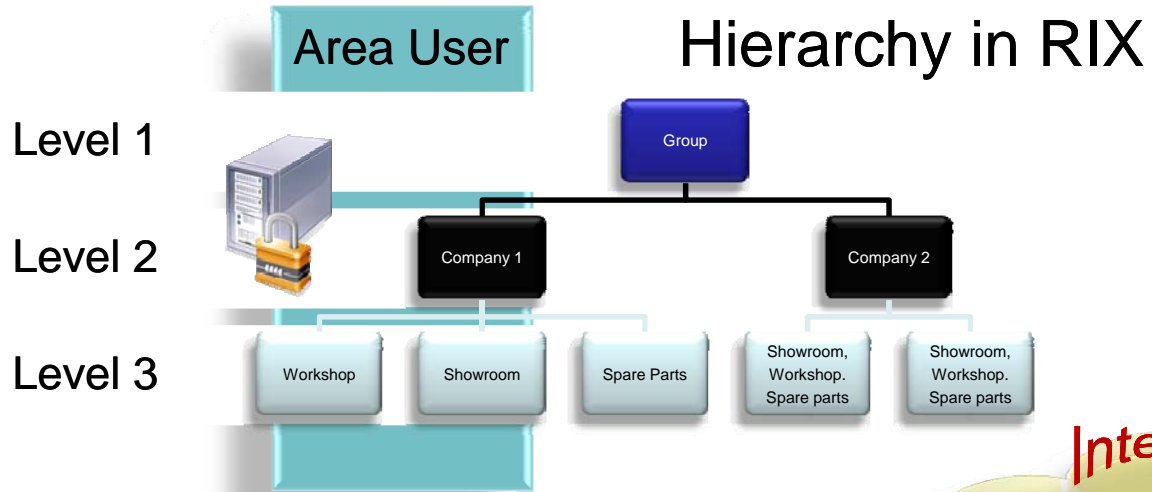 Area User
Hierarchy in RIX
Level 1
Group
Level 2
Company 1
Company 2
Level 3
Workshop
Showroom
Spare Parts
Showroom,
Workshop.
Spare parts
Showroom,
Workshop.
Spare parts